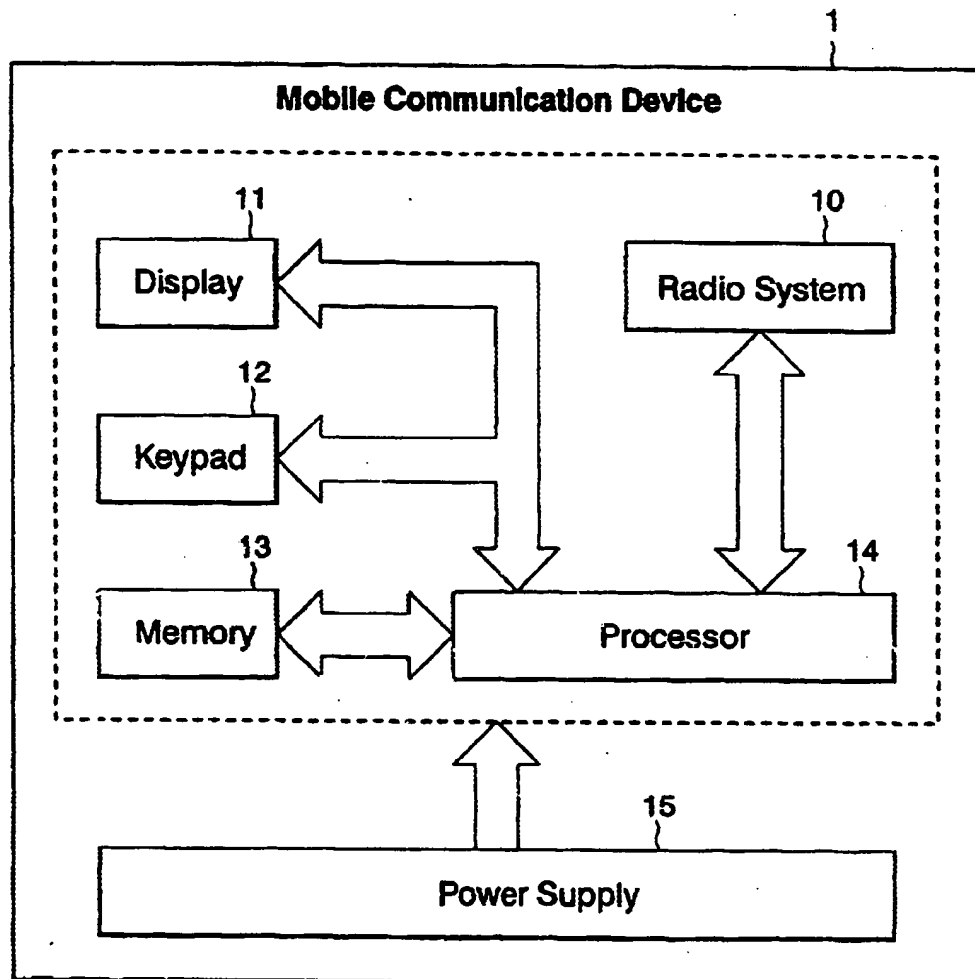 1
Mobile Communication Device
11
10
Display
Radio System
12
Keypad
13
14
Memory
Processor
15
Power Supply